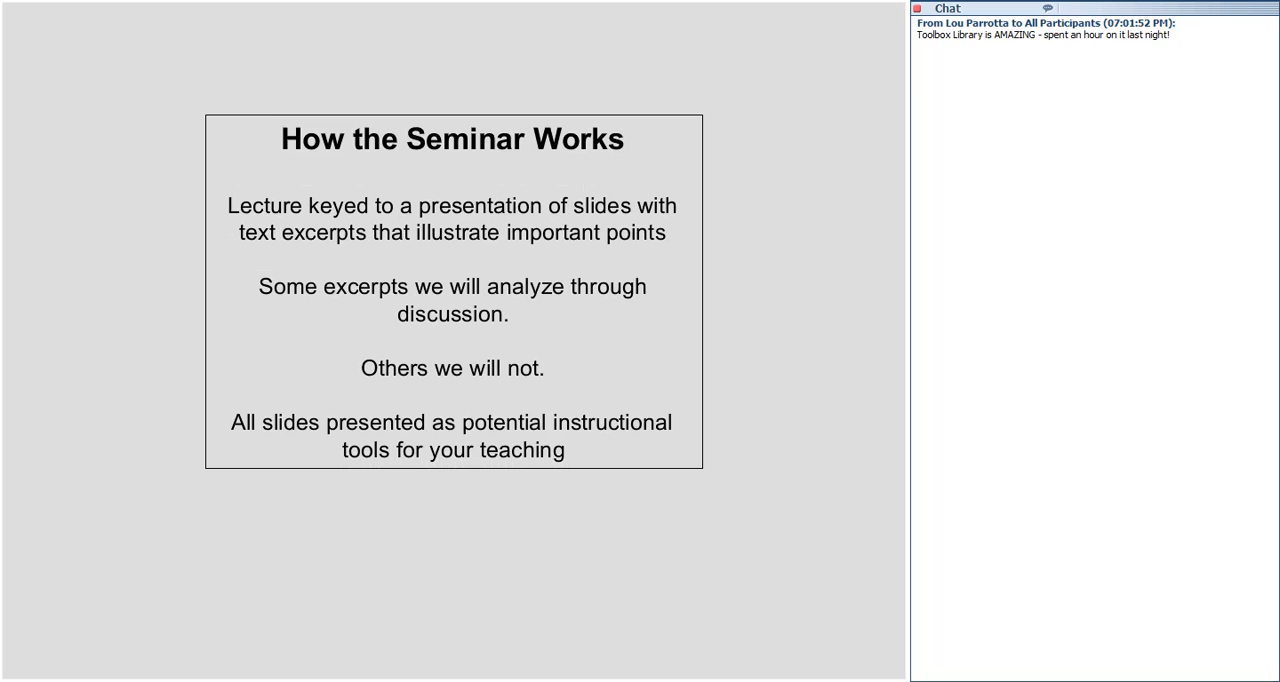 How the Seminar Works
Lecture keyed to a presentation of slides with
text excerpts that illustrate important points
Some excerpts we will analyze through
discussion.
Others we will not.
All slides presented as potential instructional
tools for your teaching
Chat
From Lou Parrotta to All Participants (07:01:52 PM):
Toolbox Library is AMAZING - spent an hour on it last night!